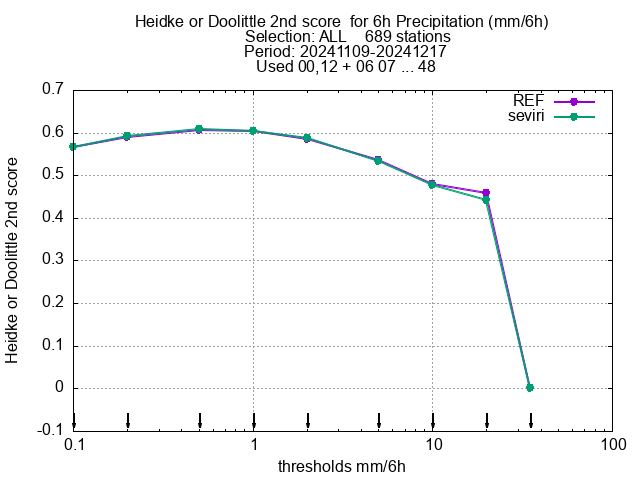 Heidke or Doolittle 2nd score  for 6h Precipitation (mm/6h)
Selection: ALL    689 stations
Period: 20241109-20241217
Used 00,12 + 06 07 ... 48
REF
seviri
0.7
0.6
0.5
0.4
0.3
0.2
0.1
0
-0.1
0.1
1
10
100
Heidke or Doolittle 2nd score
thresholds mm/6h